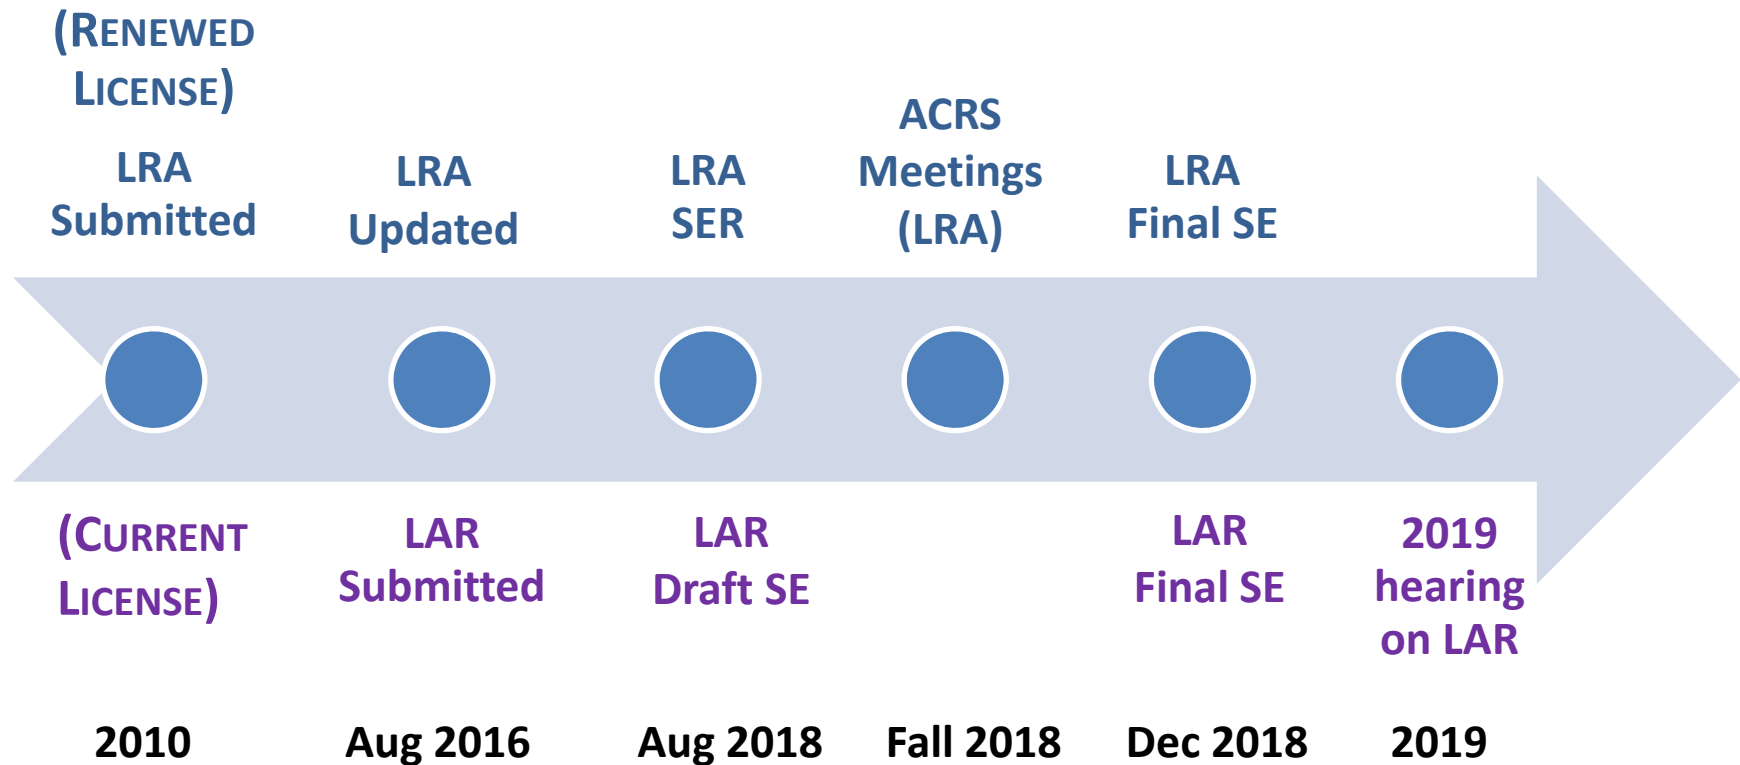 (RENEWED
LICENSE)
LRA
Submitted
LRA
Updated
LRA
SER
ACRS
Meetings
(LRA)
LRA
Final SE
(CURRENT
LICENSE)
LAR
Submitted
LAR
Draft SE
LAR
Final SE
2019
hearing
on LAR
2010
Aug 2016
Aug 2018
Fall 2018
Dec 2018
2019